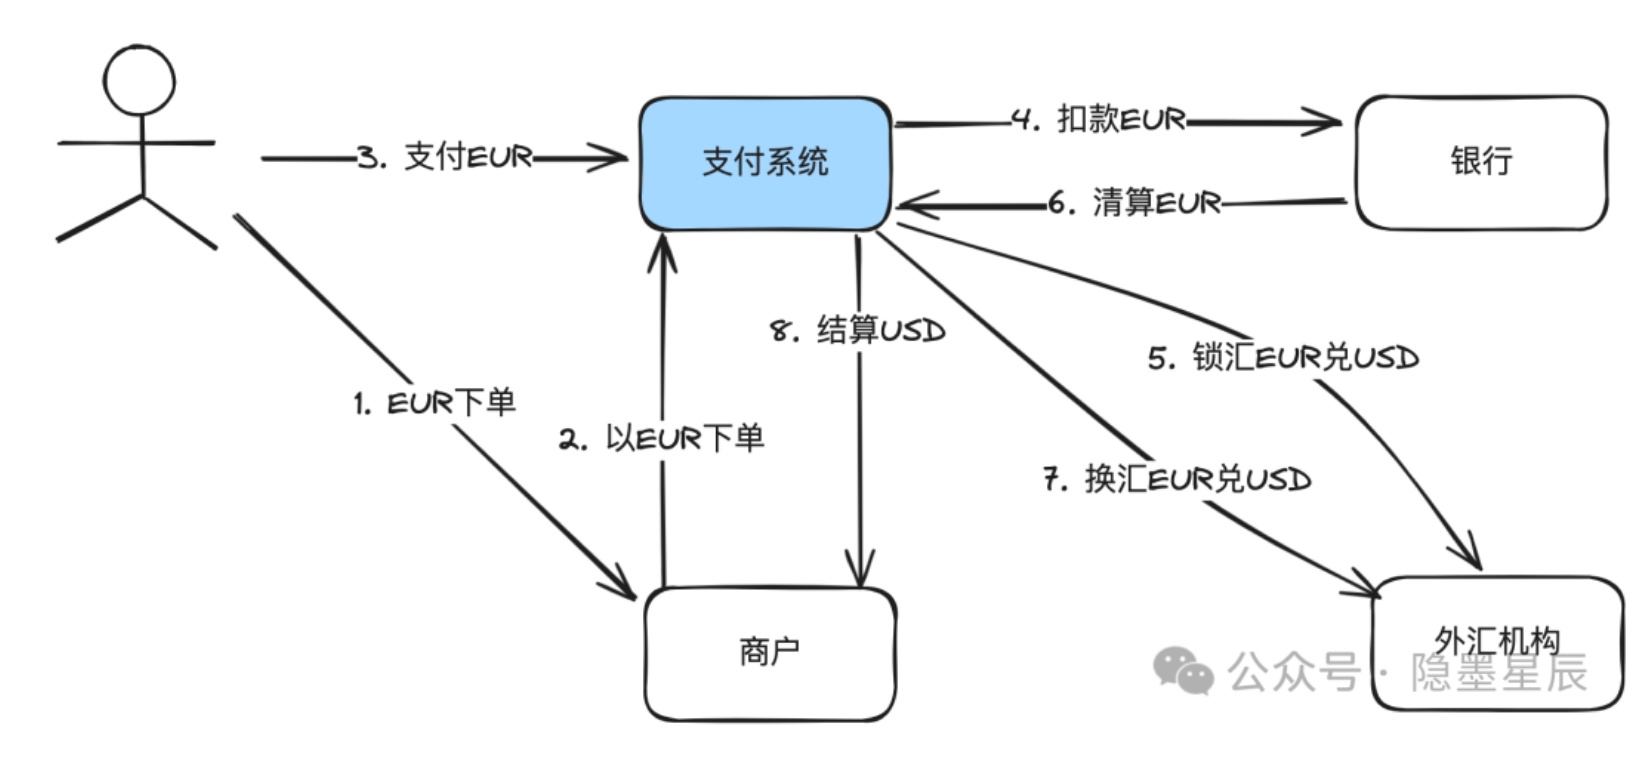 4. 扣款EUR
3. 支付EUR
支付系统
银行
6. 清算EUR
8. 结算USD
5. 锁汇EUR兑USD
1. EUR下单
2. 以EUR下单
7. 换汇EUR兑USD
商户
外汇机构
公众号 · 隐墨星辰